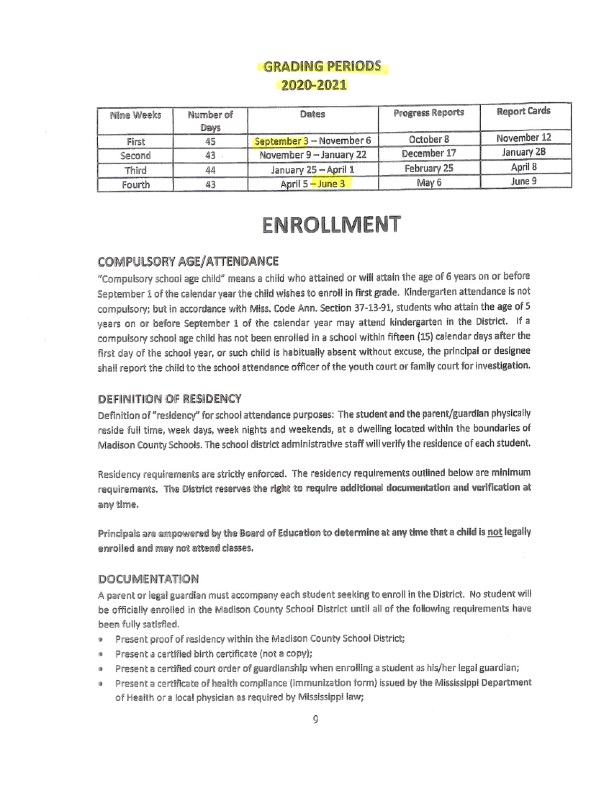 GRADING PERIODS
2020-2021
Nine Weeks Number of Days Dates Progress Reports Report Cards
First 45 September 3 – November 6 October 8 November 12
Second 43 November 9 – January 22 December 17 January 28
Third 44 January 25 – April 1 February 25 April 8
Fourth 43 April 5 – June 3 May 6 June 9
ENROLLMENT
COMPULSORY AGE/ATTENDANCE
"Compulsory school age child" means a child who attained or will attain the age of 6 years on or before
September 1 of the calendar year the child wishes to enroll in first grade. Kindergarten attendance is not
compulsory; but in accordance with Miss. Code Ann. Section 37-13-91, students who attain the age of 5
years on or before September 1 of the calendar year may attend kindergarten in the District. If a
compulsory school age child has not been enrolled in a school within fifteen (15) calendar days after the
first day of the school year, or such child is habitually absent without excuse, the principal or designee
shall report the child to the school attendance officer of the youth court or family court for investigation.
DEFINITION OF RESIDENCY
Definition of "residency" for school attendance purposes: The student and the parent/guardian physically
reside full time, week days, week nights and weekends, at a dwelling located within the boundaries of
Madison County Schools. The school district administrative staff will verify the residence of each student.
Residency requirements are strictly enforced. The residency requirements outlined below are minimum
requirements. The District reserves the right to require additional documentation and verification at
any time.
Principals are empowered by the Board of Education to determine at any time that a child is not legally
enrolled and may not attend classes.
DOCUMENTATION
A parent or legal guardian must accompany each student seeking to enroll in the District. No student will
be officially enrolled in the Madison County School District until all of the following requirements have
been fully satisfied.
• Present proof of residency within the Madison County School District;
• Present a certified birth certificate (not a copy);
• Present a certified court order of guardianship when enrolling a student as his/her legal guardian;
• Present a certificate of health compliance (immunization form) issued by the Mississippi Department
of Health or a local physician as required by Mississippi law;
9